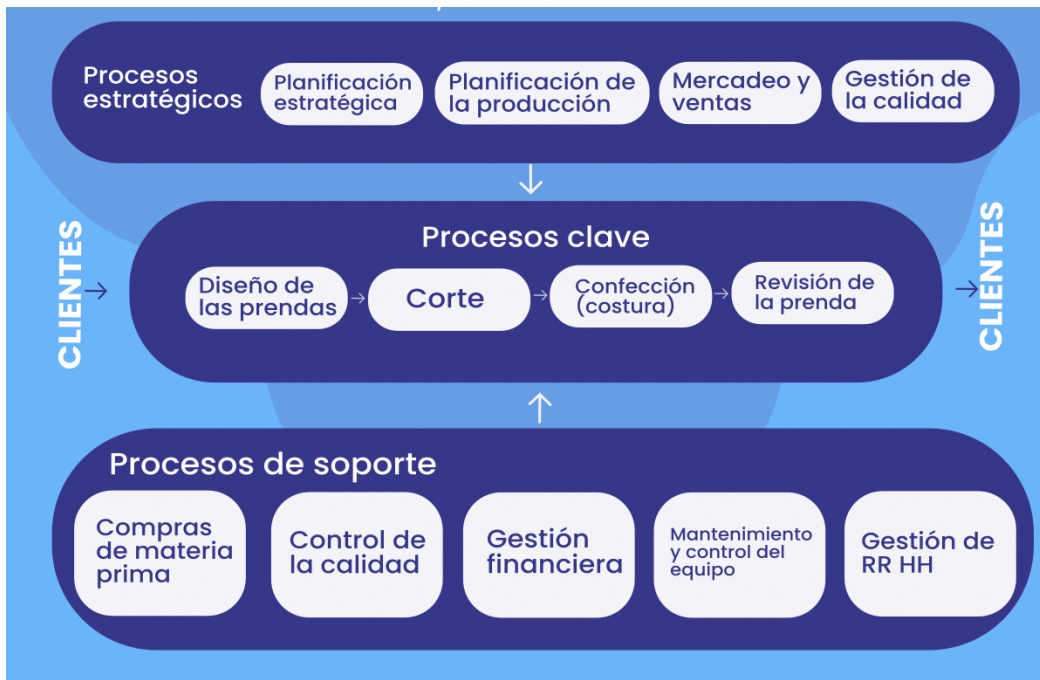 Procesos
estratégicos
Planificación
estratégica
Planificación de
la producción
Mercadeo y
ventas
Gestión de
la calidad
CLIENTES
Procesos clave
Diseño de
las prendas
Corte
Confección
(costura)
Revisión de
la prenda
CLIENTES
Procesos de soporte
Compras
de materia
prima
Control de
la calidad
Gestión
financiera
Mantenimiento
y control del
equipo
Gestión de
RR HH